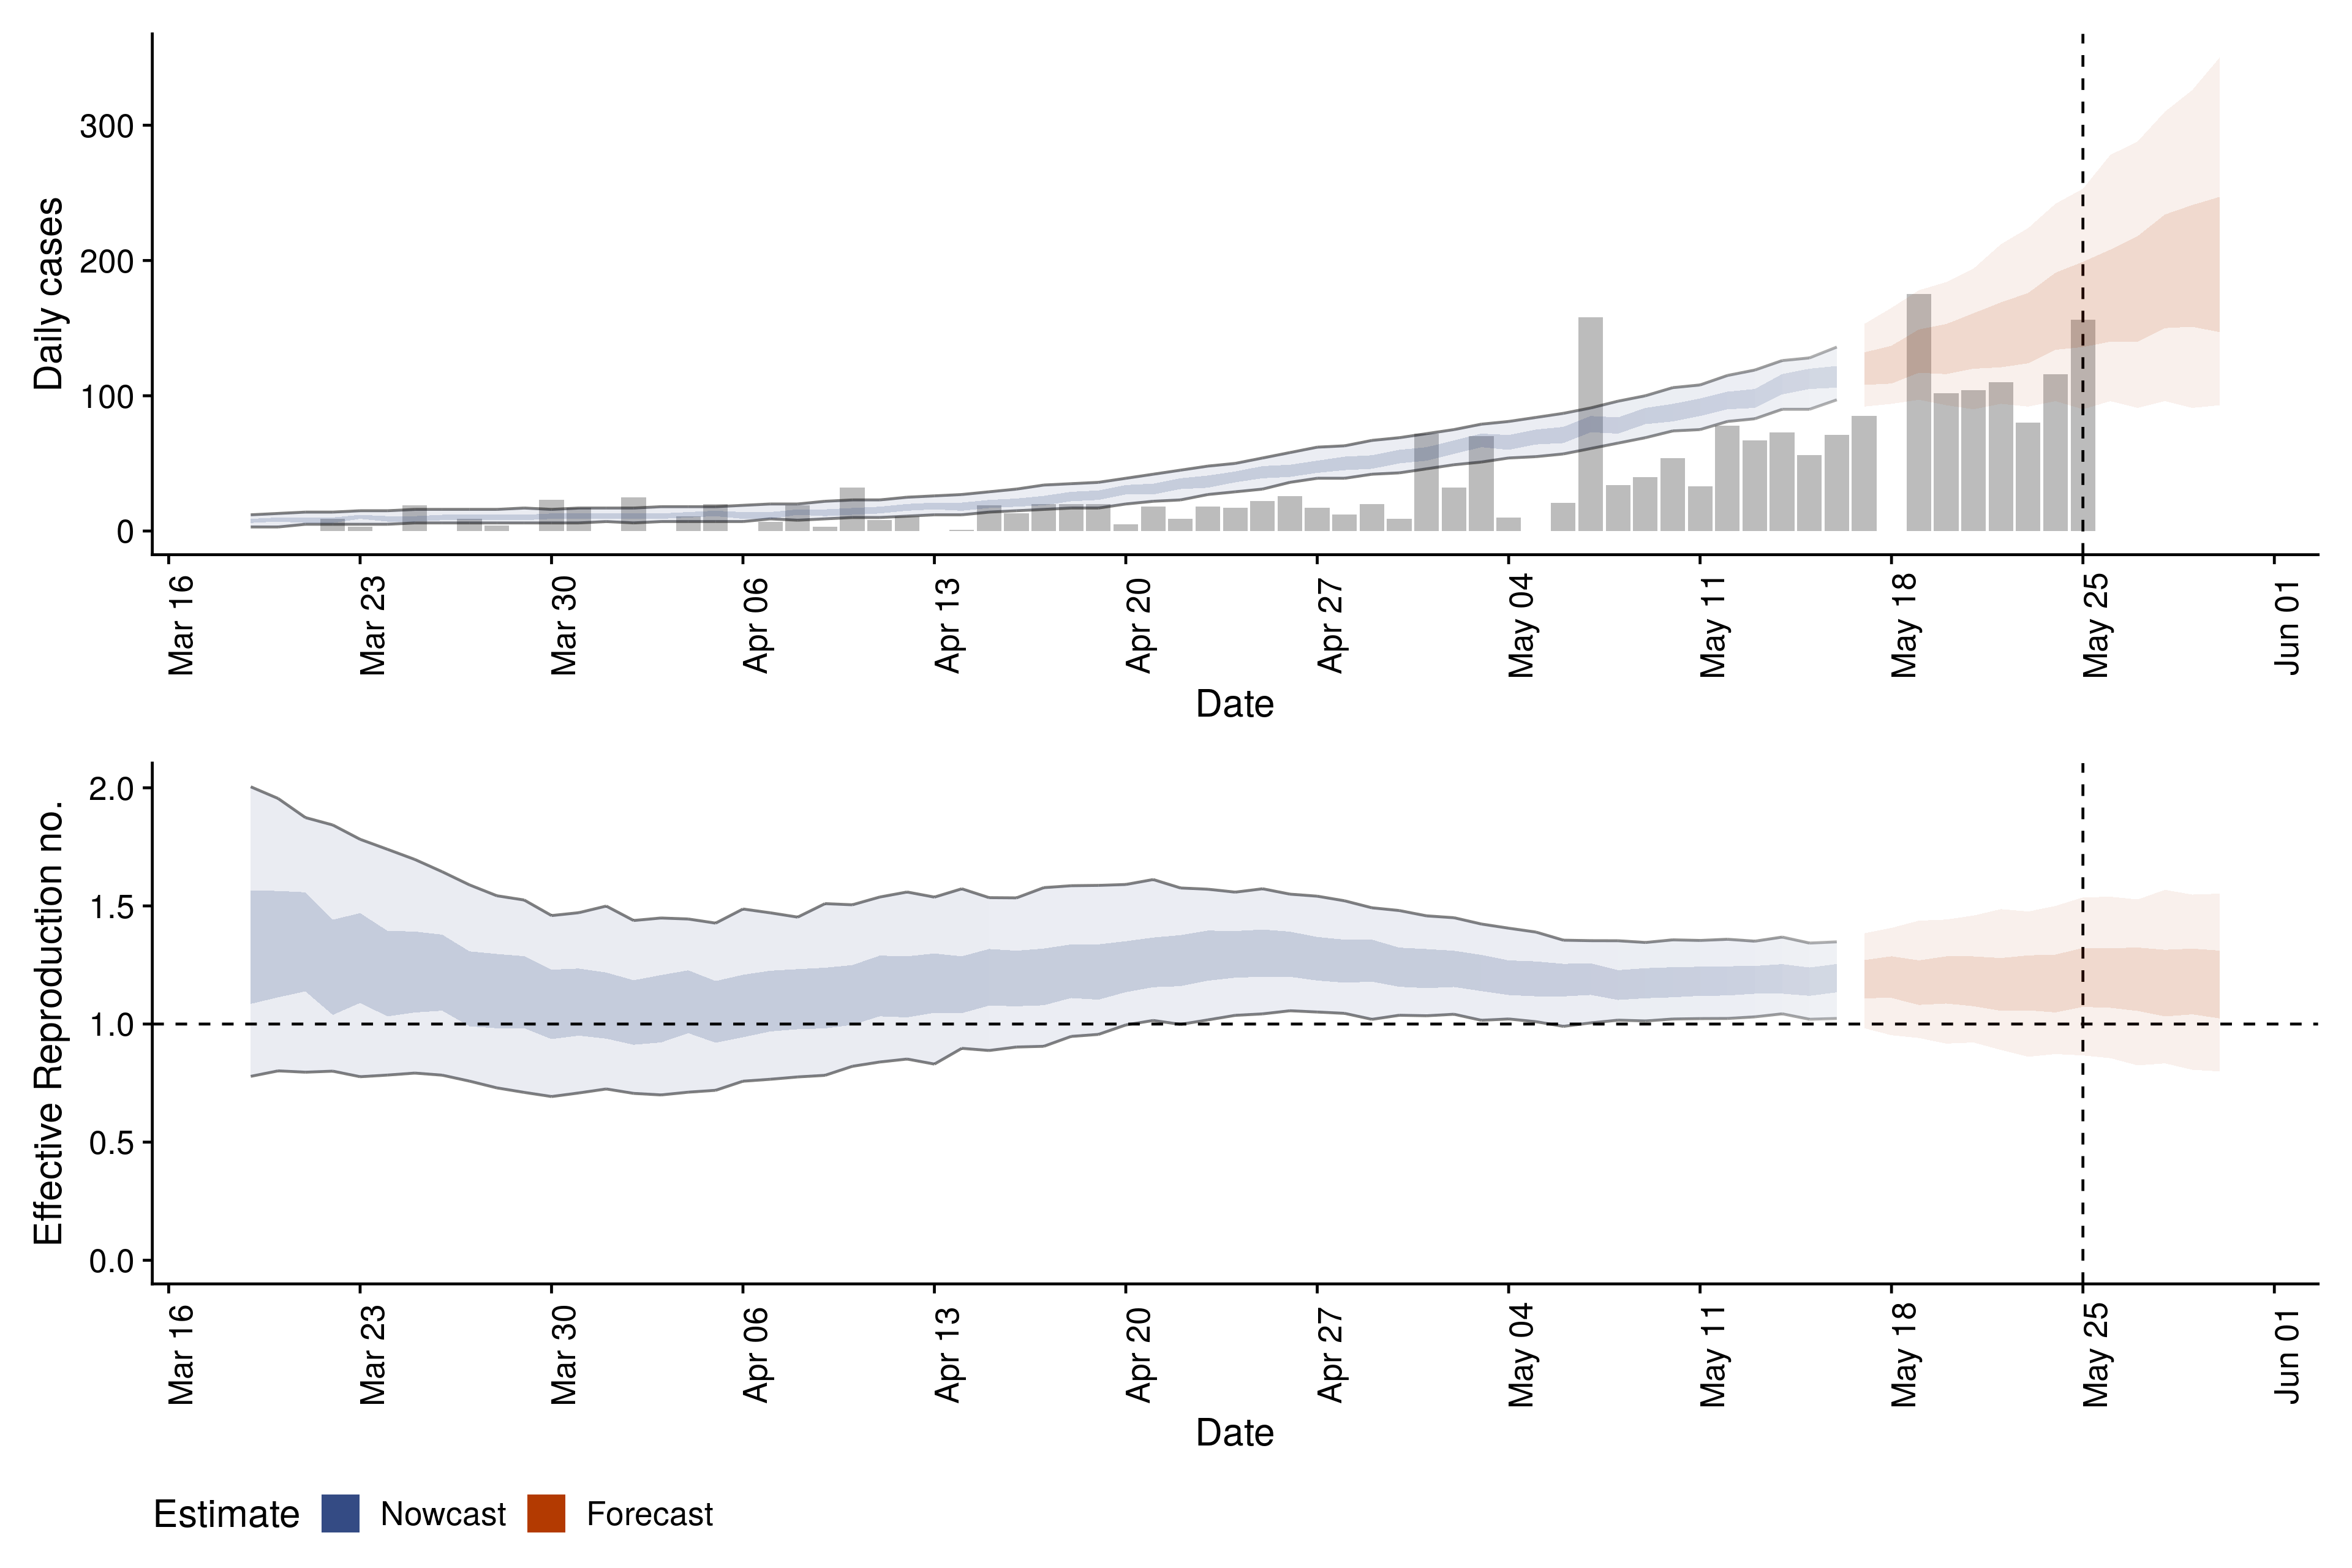 Daily cases
300
200
100
0
Mar 16
Mar 23
Mar 30
Apr 06
Apr 13
Apr 20
Apr 27
May 04
May 11
May 18
May 25
Jun 01
Date
Effective Reproduction no.
2.0
1.5
1.0
0.5
0.0
Mar 16
Mar 23
Mar 30
Apr 06
Apr 13
Apr 20
Apr 27
May 04
May 11
May 18
May 25
Jun 01
Date
Estimate Nowcast Forecast